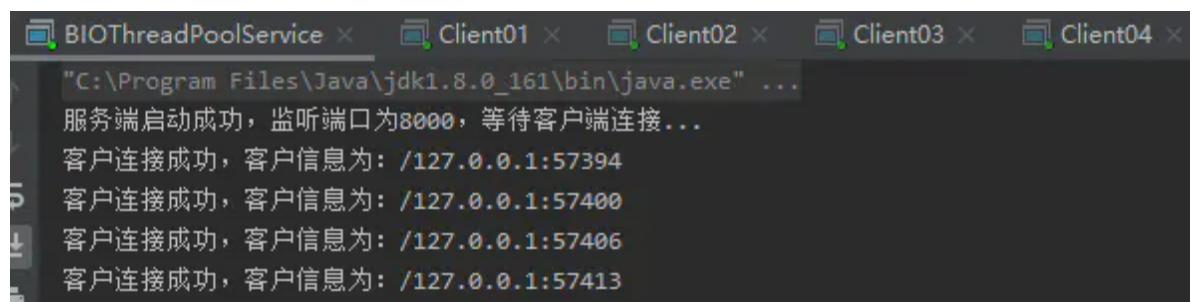 BIOThreadPoolService Client01 Client02 Client03 Client04
"C:\Program Files\Java\jdk1.8.0_161\bin\java.exe" ...
服务端启动成功，监听端口为8000，等待客户端连接...
客户连接成功，客户信息为：/127.0.0.1:57394
客户连接成功，客户信息为：/127.0.0.1:57400
客户连接成功，客户信息为：/127.0.0.1:57406
客户连接成功，客户信息为：/127.0.0.1:57413